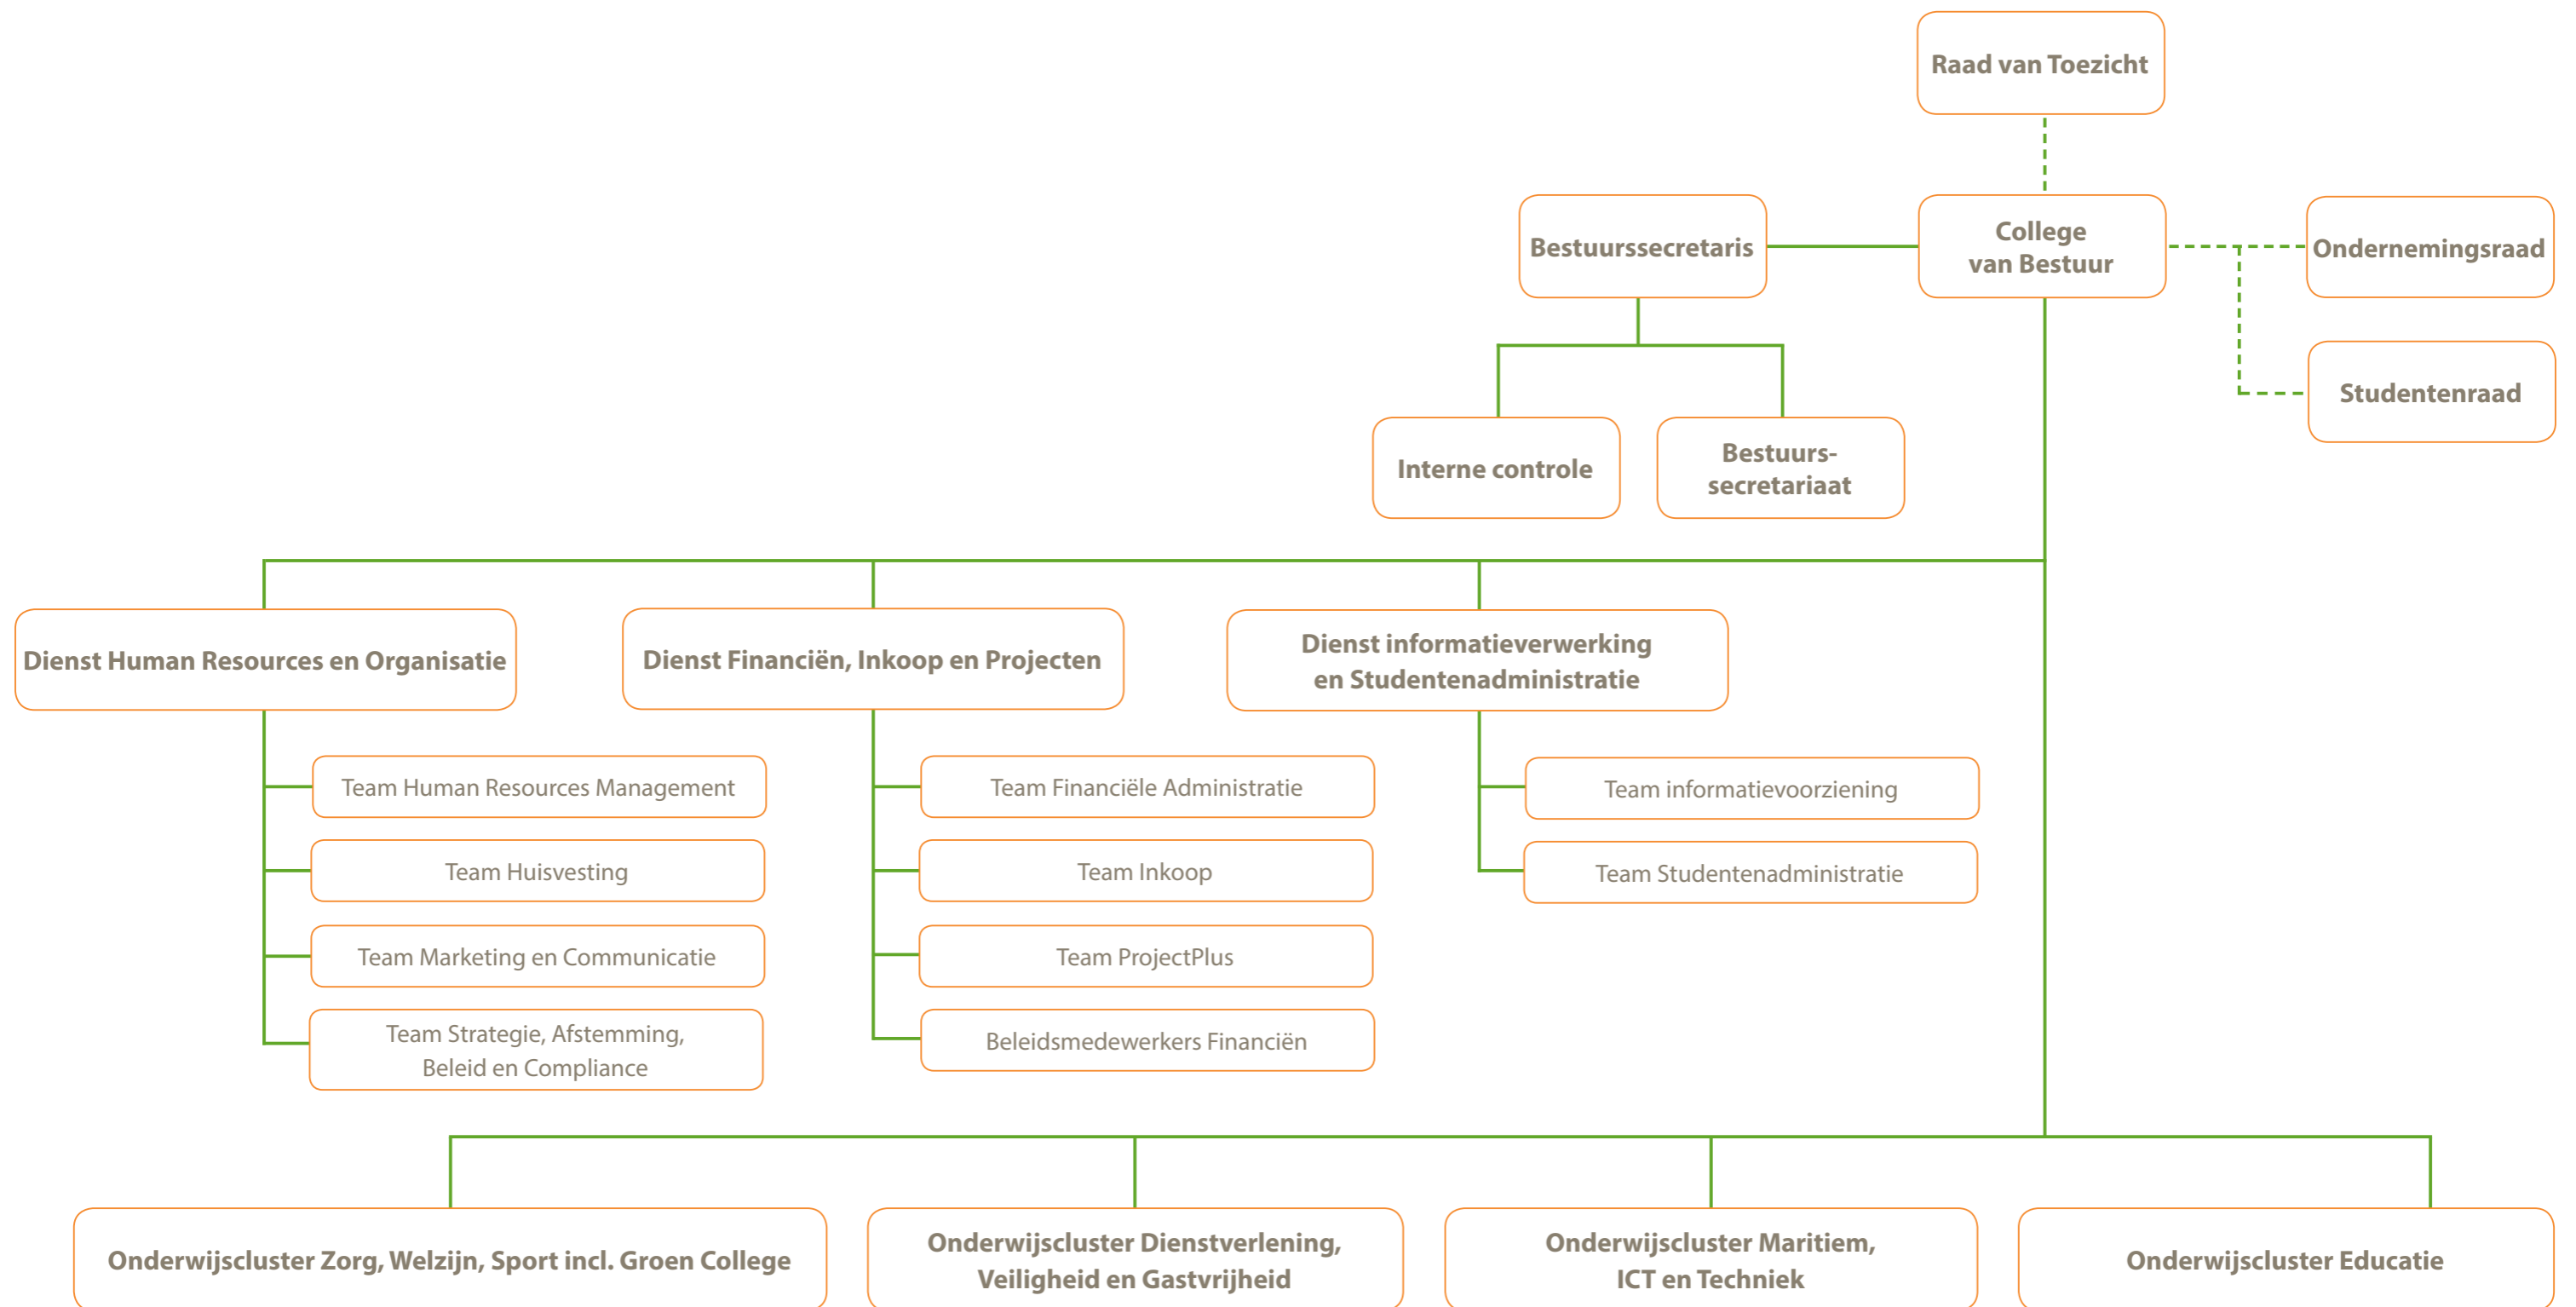 Raad van Toezicht
Bestuurssecretaris
College
van Bestuur
Ondernemingsraad
Studentenraad
Interne controle
Bestuurs-
secretariaat
Dienst Human Resources en Organisatie
Dienst Financiën, Inkoop en Projecten
Dienst informatieverwerking
en Studentenadministratie
Team Human Resources Management
Team Huisvesting
Team Marketing en Communicatie
Team Strategie, Afstemming,
Beleid en Compliance
Team Financiële Administratie
Team Inkoop
Team ProjectPlus
Beleidsmedewerkers Financiën
Team informatievoorziening
Team Studentenadministratie
Onderwijscluster Zorg, Welzijn, Sport incl. Groen College
Onderwijscluster Dienstverlening,
Veiligheid en Gastvrijheid
Onderwijscluster Maritiem,
ICT en Techniek
Onderwijscluster Educatie